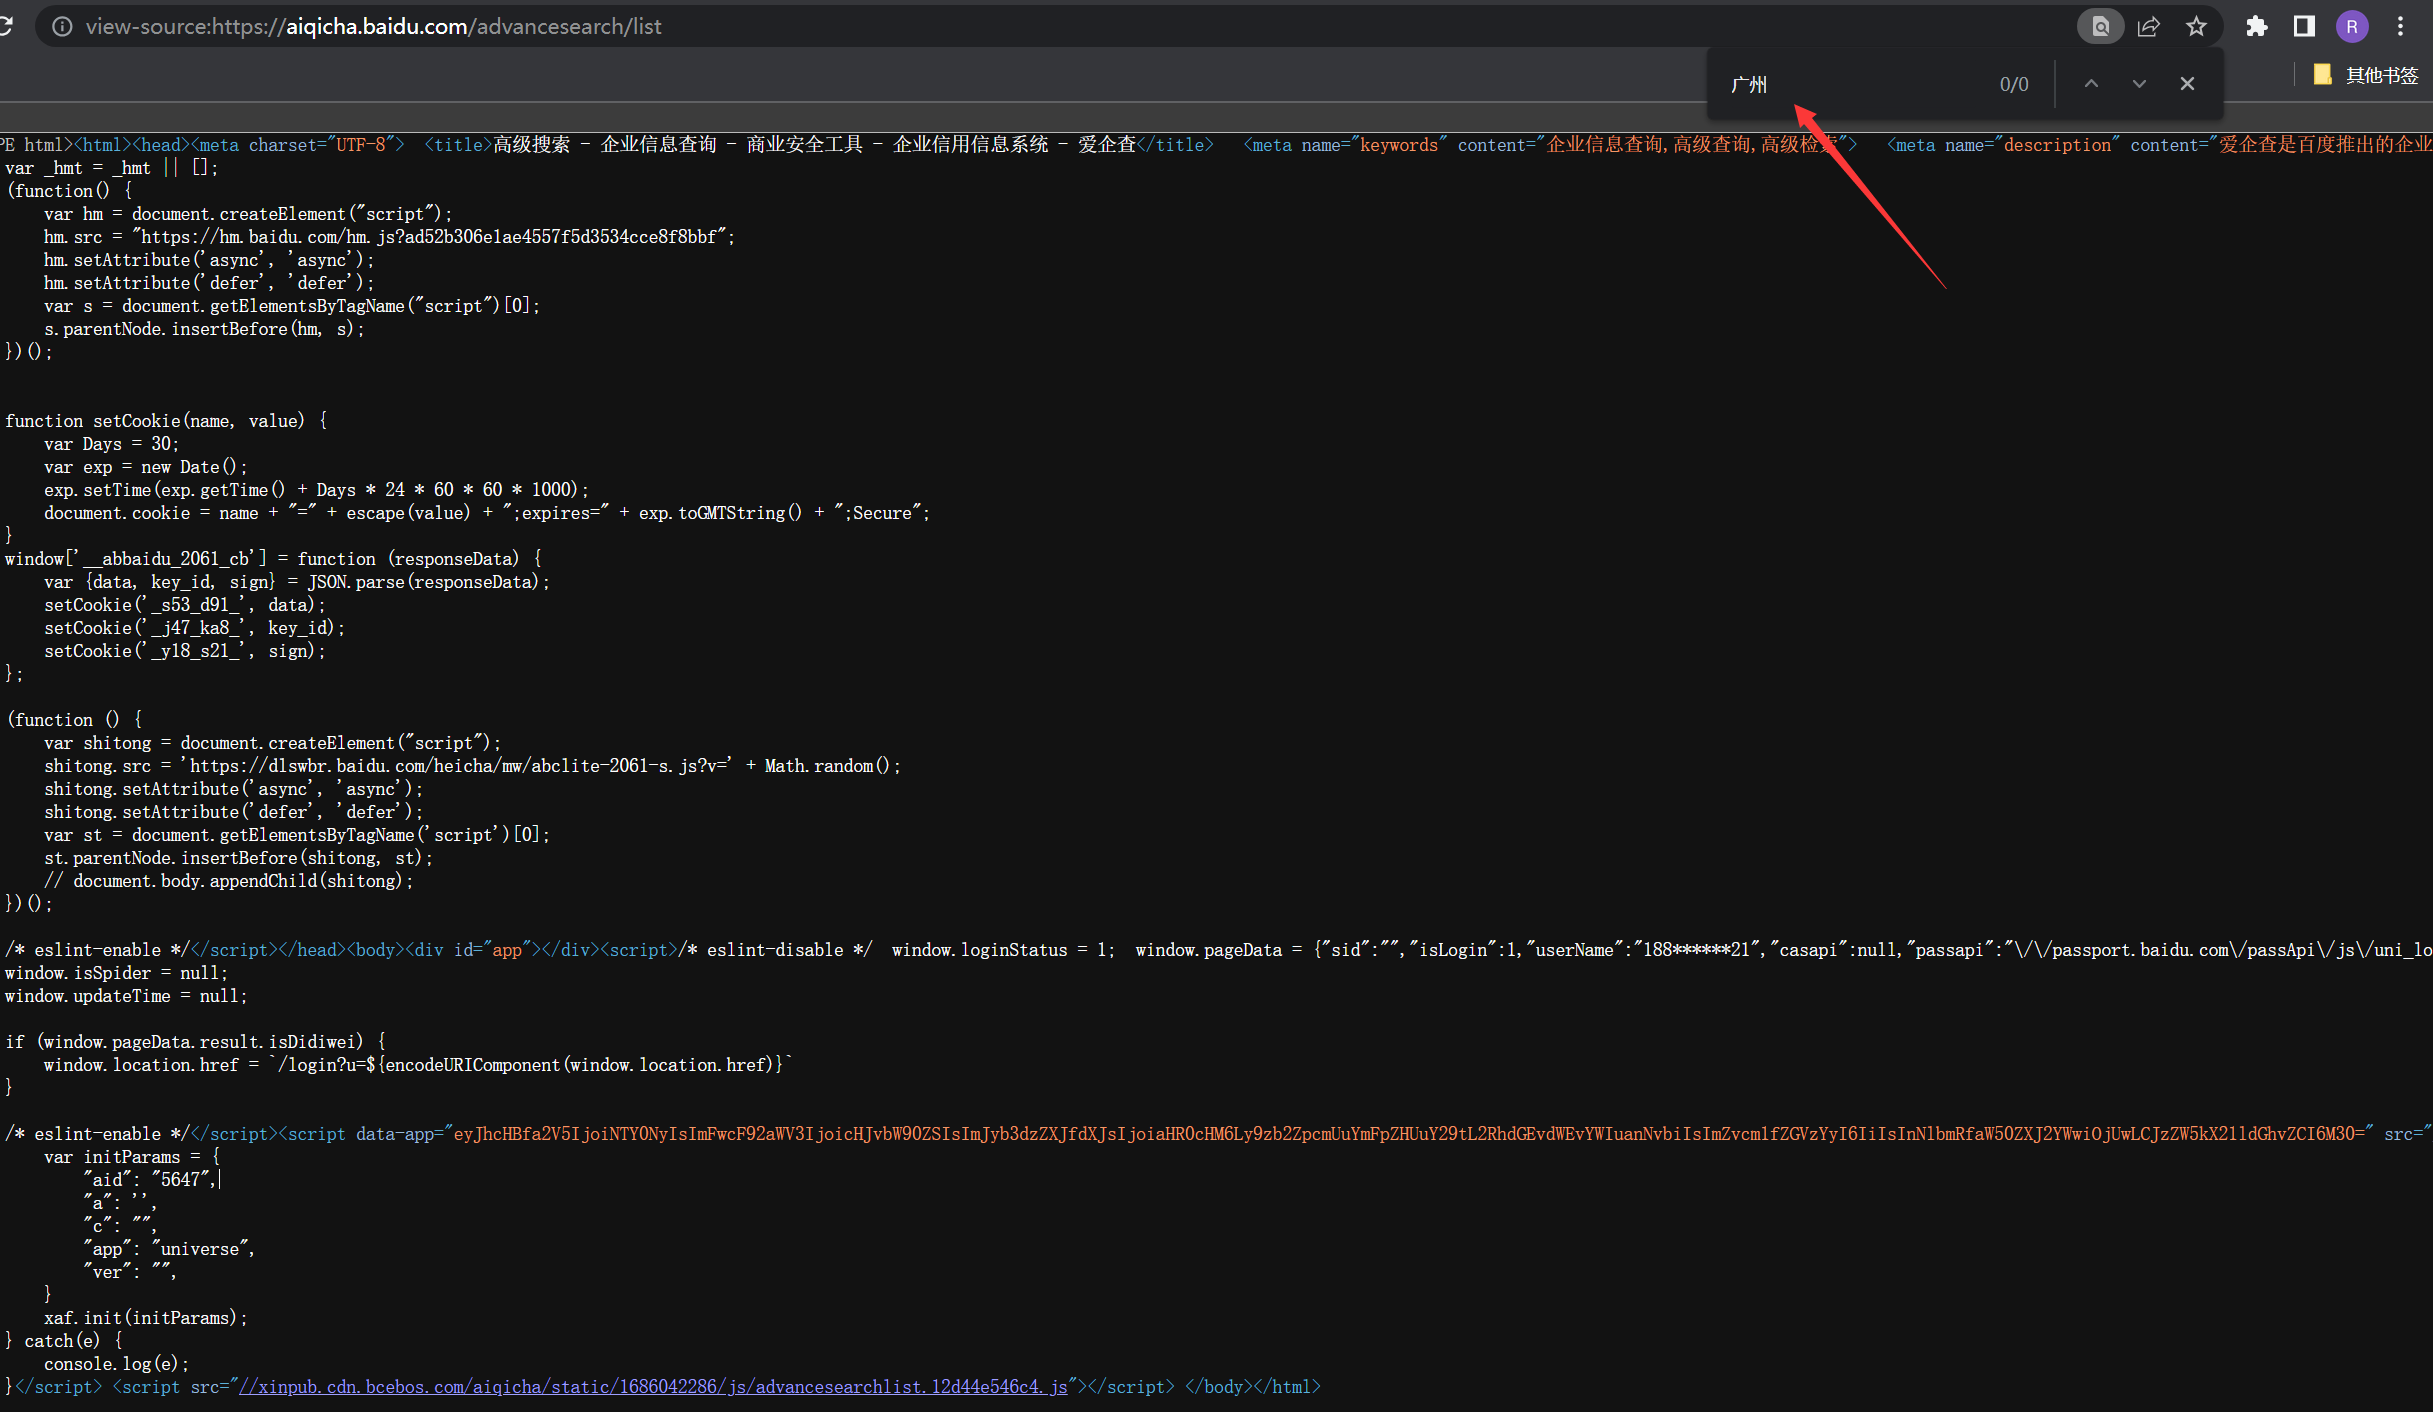 view-source:https://aiqicha.baidu.com/advancesearch/list
R
广州
0/0
其他书签
PE html><html><head><meta charset="UTF-8">  <title>高级搜索 - 企业信息查询 - 商业安全工具 - 企业信用信息系统 - 爱企查</title>   <meta name="keywords" content="企业信息查询,高级查询,高级检索">   <meta name="description" content="爱企查是百度推出的企业
var _hmt = _hmt || [];
(function() {
    var hm = document.createElement("script");
    hm.src = "https://hm.baidu.com/hm.js?ad52b306e1ae4557f5d3534cce8f8bbf";
    hm.setAttribute('async', 'async');
    hm.setAttribute('defer', 'defer');
    var s = document.getElementsByTagName("script")[0];
    s.parentNode.insertBefore(hm, s);
})();
function setCookie(name, value) {
    var Days = 30;
    var exp = new Date();
    exp.setTime(exp.getTime() + Days * 24 * 60 * 60 * 1000);
    document.cookie = name + "=" + escape(value) + ";expires=" + exp.toGMTString() + ";Secure";
}
window['__abbaidu_2061_cb'] = function (responseData) {
    var {data, key_id, sign} = JSON.parse(responseData);
    setCookie('_s53_d91_', data);
    setCookie('_j47_ka8_', key_id);
    setCookie('_y18_s21_', sign);
};
(function () {
    var shitong = document.createElement("script");
    shitong.src = 'https://dlswbr.baidu.com/heicha/mw/abclite-2061-s.js?v=' + Math.random();
    shitong.setAttribute('async', 'async');
    shitong.setAttribute('defer', 'defer');
    var st = document.getElementsByTagName('script')[0];
    st.parentNode.insertBefore(shitong, st);
    // document.body.appendChild(shitong);
})();
/* eslint-enable */</script></head><body><div id="app"></div><script>/* eslint-disable */  window.loginStatus = 1;  window.pageData = {"sid":"","isLogin":1,"userName":"188******21","casapi":null,"passapi":"\/\/passport.baidu.com\/passApi\/js\/uni_lo
window.isSpider = null;
window.updateTime = null;
if (window.pageData.result.isDidiwei) {
    window.location.href = `/login?u=${encodeURIComponent(window.location.href)}`
}
/* eslint-enable */</script><script data-app="eyJhcHBfa2V5IjoiNTY0NyIsImFwcF92aWV3IjoicHJvbW90ZSIsImJyb3dzZXJfdXJsIjoiaHR0cHM6Ly9zb2ZpcmUuYmFpZHUuY29tL2RhdGEvdWEvYWIuanNvbiIsImZvcm1fZGVzYyI6IiIsInNlbmRfaW50ZXJ2YWwiOjUwLCJzZW5kX21ldGhvZCI6M30=" src="
    var initParams = {
        "aid": "5647",
        "a": '',
        "c": "",
        "app": "universe",
        "ver": "",
    }
    xaf.init(initParams);
} catch(e) {
    console.log(e);
}</script> <script src="//xinpub.cdn.bcebos.com/aiqicha/static/1686042286/js/advancesearchlist.12d44e546c4.js"></script> </body></html>